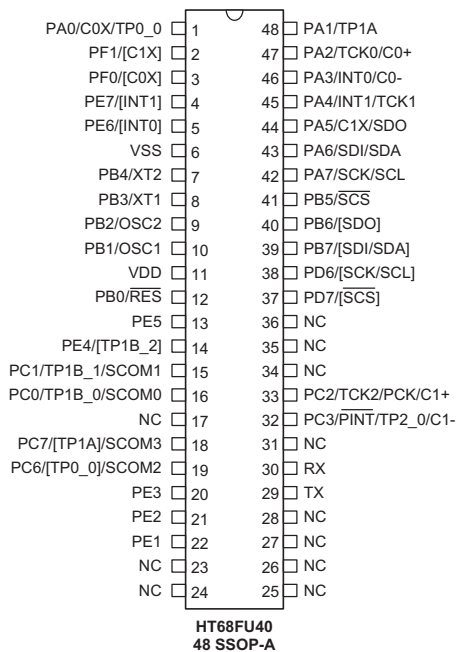 PA0/C0X/TP0_0 1 48 PA1/TP1A
PF1/[C1X] 2 47 PA2/TCK0/C0+
PF0/[C0X] 3 46 PA3/INT0/C0-
PE7/[INT1] 4 45 PA4/INT1/TCK1
PE6/[INT0] 5 44 PA5/C1X/SDO
VSS 6 43 PA6/SDI/SDA
PB4/XT2 7 42 PA7/SCK/SCL
PB3/XT1 8 41 PB5/SCS
PB2/OSC2 9 40 PB6/[SDO]
PB1/OSC1 10 39 PB7/[SDI/SDA]
VDD 11 38 PD6/[SCK/SCL]
PB0/RES 12 37 PD7/[SCS]
PE5 13 36 NC
PE4/[TP1B_2] 14 35 NC
PC1/TP1B_1/SCOM1 15 34 NC
PC0/TP1B_0/SCOM0 16 33 PC2/TCK2/PCK/C1+
NC 17 32 PC3/PINT/TP2_0/C1-
PC7/[TP1A]/SCOM3 18 31 NC
PC6/[TP0_0]/SCOM2 19 30 RX
PE3 20 29 TX
PE2 21 28 NC
PE1 22 27 NC
NC 23 26 NC
NC 24 25 NC
HT68FU40
48 SSOP-A